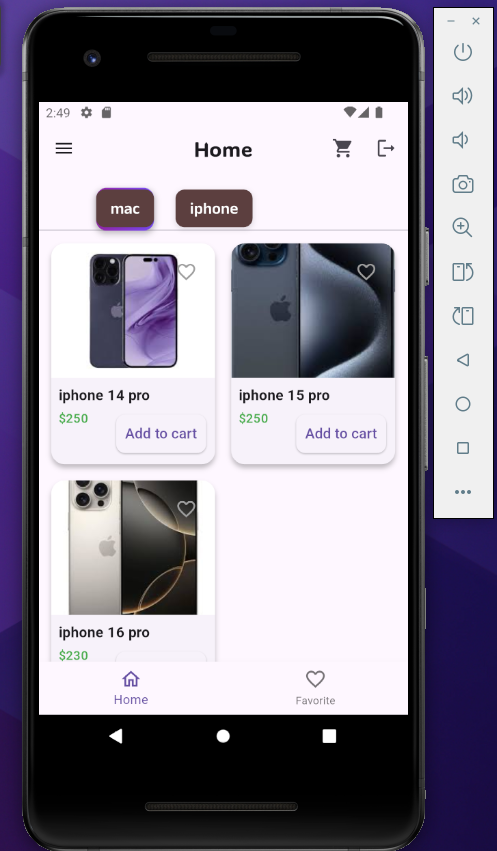 2:49
Home
mac iphone
iphone 14 pro iphone 15 pro
$250 $250
Add to cart Add to cart
iphone 16 pro
$230
Home Favorite